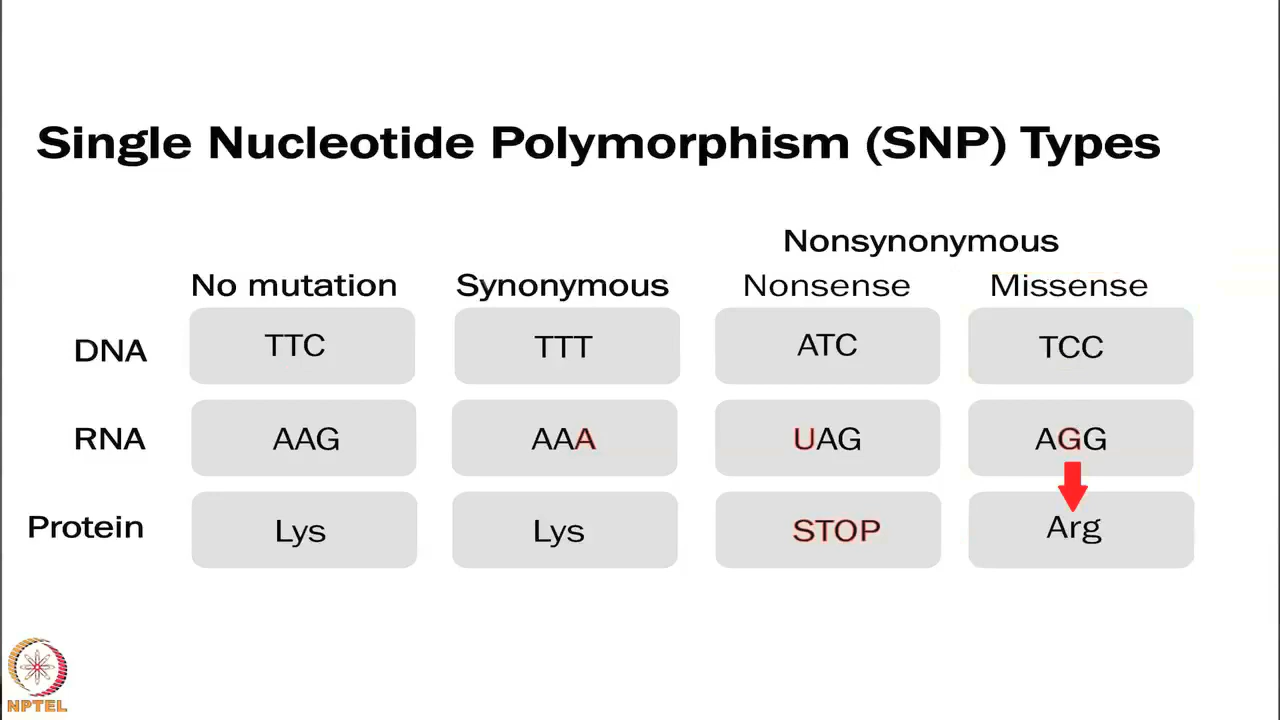 Single Nucleotide Polymorphism (SNP) Types
Nonsynonymous
No mutation Synonymous Nonsense Missense
DNA TTC TTT ATC TCC
RNA AAG AAA UAG AGG
Protein Lys Lys STOP Arg
NPTEL